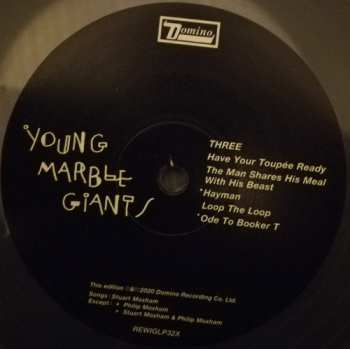 Domino
YOUNG
MARBLE
GIANTS
THREE
Have Your Toupée Ready
The Man Shares His Meal
With His Beast
*Hayman
Loop The Loop
*Ode To Booker T
This edition ℗&© 2020 Domino Recording Co. Ltd.
Songs: Stuart Moxham
Except: * Philip Moxham
Stuart Moxham & Philip Moxham
REWIGLP32X